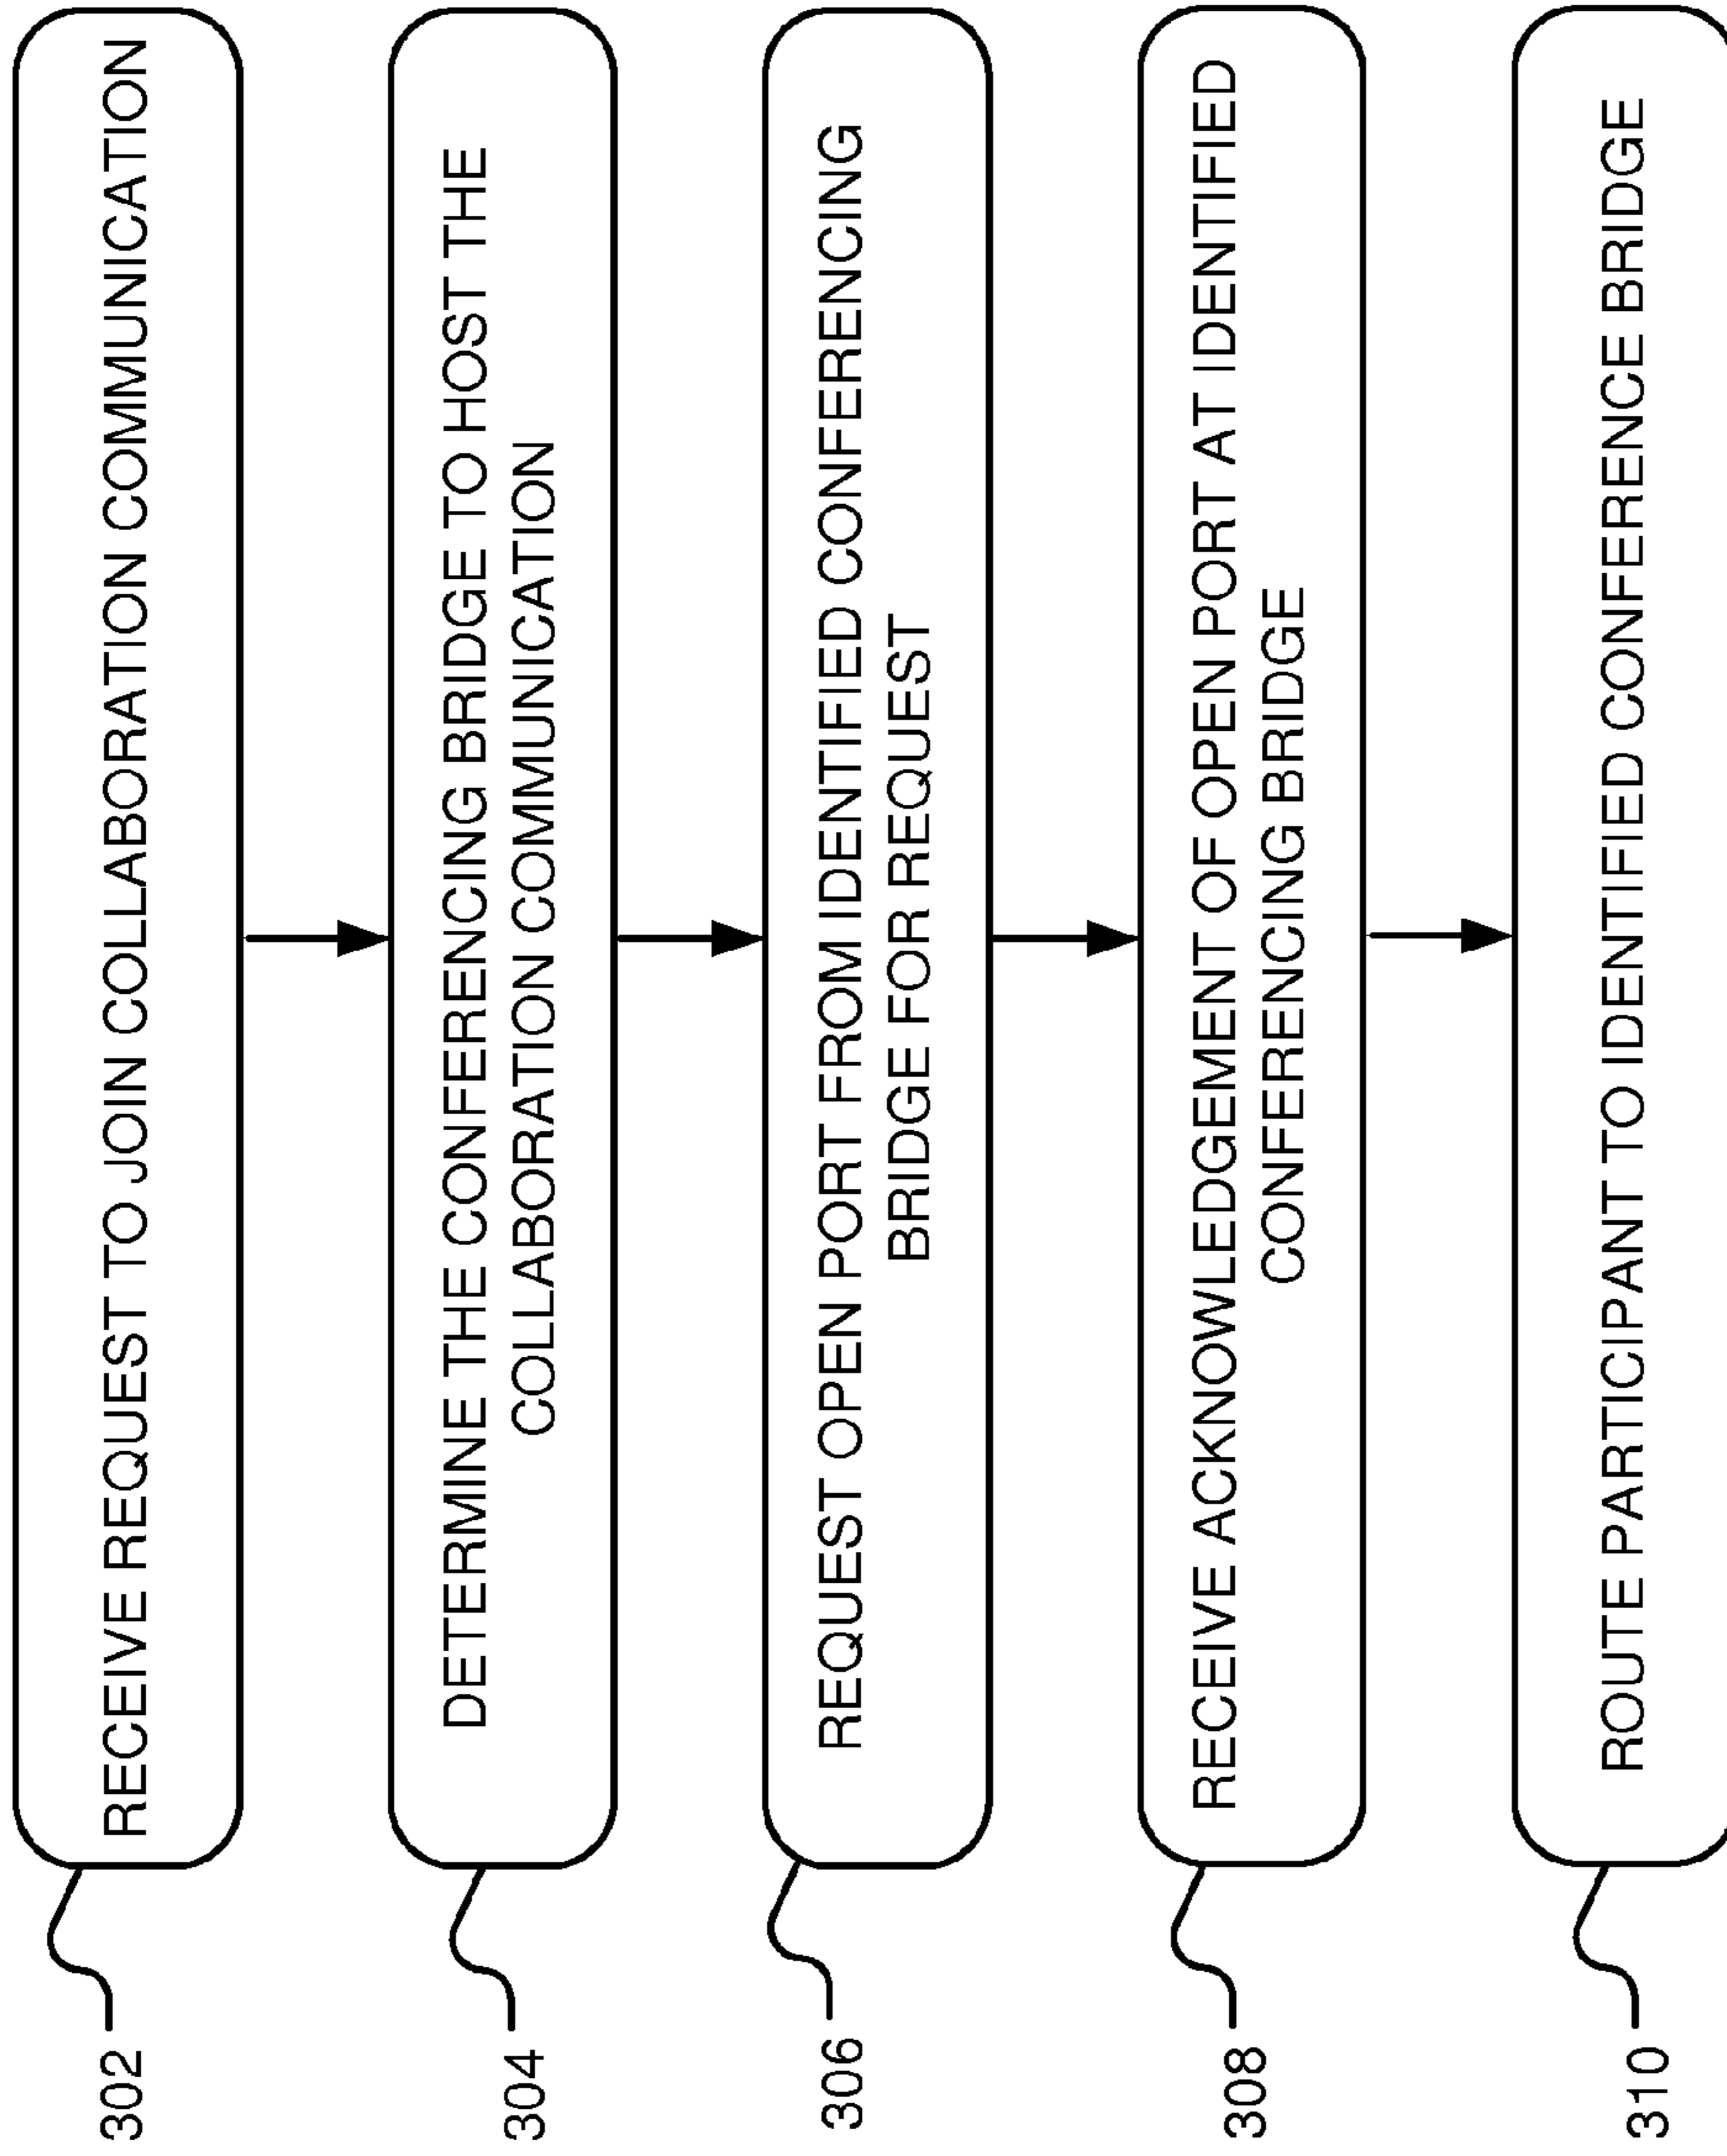 302
RECEIVE REQUEST TO JOIN COLLABORATION COMMUNICATION
304
DETERMINE THE CONFERENCING BRIDGE TO HOST THE
COLLABORATION COMMUNICATION
306
REQUEST OPEN PORT FROM IDENTIFIED CONFERENCING
BRIDGE FOR REQUEST
308
RECEIVE ACKNOWLEDGEMENT OF OPEN PORT AT IDENTIFIED
CONFERENCING BRIDGE
310
ROUTE PARTICIPANT TO IDENTIFIED CONFERENCE BRIDGE